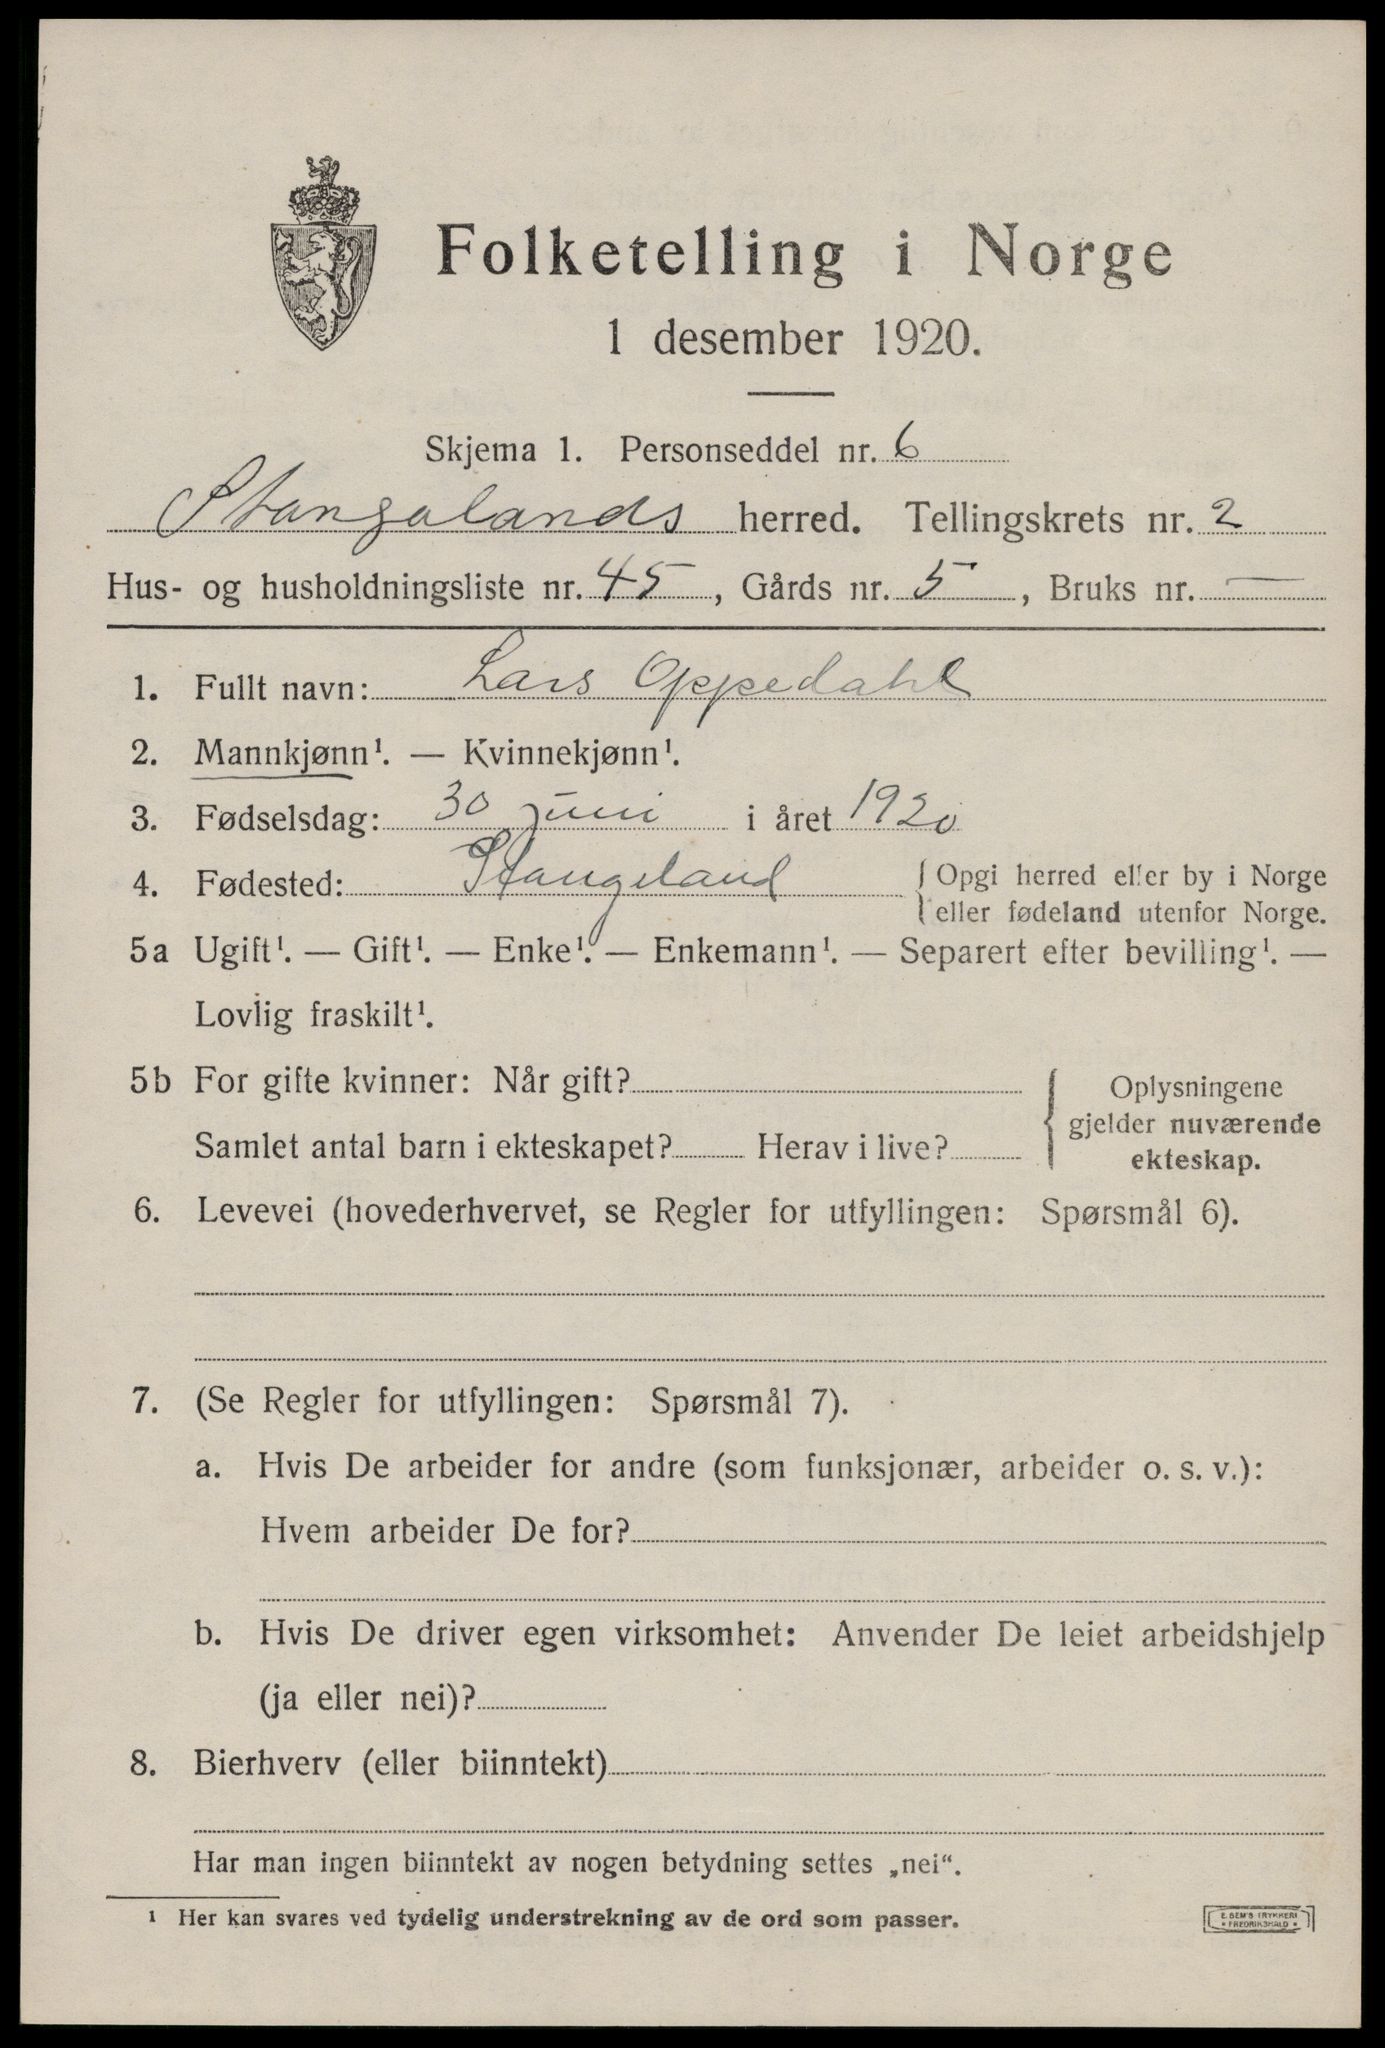 Folketelling i Norge
1 desember 1920.
Skjema 1. Personseddel nr. 6
Stangalands herred. Tellingskrets nr. 2
Hus- og husholdningsliste nr. 45, Gårds nr. 5, Bruks nr. —
1. Fullt navn: Lars Oppedahl
2. Mannkjønn¹. — Kvinnekjønn¹.
3. Fødselsdag: 30 juni i året 1920
4. Fødested: Stangeland { Opgi herred eller by i Norge
eller fødeland utenfor Norge.
5a Ugift¹. — Gift¹. — Enke¹. — Enkemann¹. — Separert efter bevilling¹. —
Lovlig fraskilt¹.
5b For gifte kvinner: Når gift? { Oplysningene
gjelder nuværende
Samlet antal barn i ekteskapet? Herav i live?
ekteskap.
6. Levevei (hovederhvervet, se Regler for utfyllingen: Spørsmål 6).
7. (Se Regler for utfyllingen: Spørsmål 7).
a. Hvis De arbeider for andre (som funksjonær, arbeider o. s. v.):
Hvem arbeider De for?
b. Hvis De driver egen virksomhet: Anvender De leiet arbeidshjelp
(ja eller nei)?
8. Bierhverv (eller biinntekt)
Har man ingen biinntekt av nogen betydning settes „nei“.
¹ Her kan svares ved tydelig understrekning av de ord som passer.
E. SEM'S TRYKKERI
• FREDRIKSHALD •